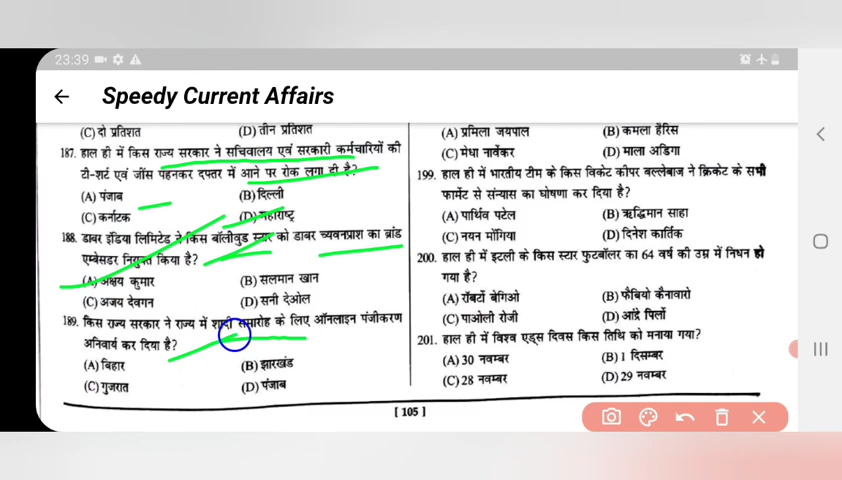 23:39
Speedy Current Affairs
(C) दो प्रतिशत (D) तीन प्रतिशत
187. हाल ही में किस राज्य सरकार ने सचिवालय एवं सरकारी कर्मचारियों की
टी-शर्ट एवं जींस पहनकर दफ्तर में आने पर रोक लगा दी है?
(A) पंजाब (B) दिल्ली
(C) कर्नाटक (D) महाराष्ट्र
188. डाबर इंडिया लिमिटेड ने किस बॉलीवुड स्टार को डाबर च्यवनप्राश का ब्रांड
एम्बेसडर नियुक्त किया है?
(A) अक्षय कुमार (B) सलमान खान
(C) अजय देवगन (D) सनी देओल
189. किस राज्य सरकार ने राज्य में शादी समारोह के लिए ऑनलाइन पंजीकरण
अनिवार्य कर दिया है?
(A) बिहार (B) झारखंड
(C) गुजरात (D) पंजाब
(A) प्रमिला जयपाल (B) कमला हैरिस
(C) मेधा नार्वेकर (D) माला अडिगा
199. हाल ही में भारतीय टीम के किस विकेट कीपर बल्लेबाज ने क्रिकेट के सभी
फार्मेट से संन्यास का घोषणा कर दिया है?
(A) पार्थिव पटेल (B) ऋद्धिमान साहा
(C) नयन मोंगिया (D) दिनेश कार्तिक
200. हाल ही में इटली के किस स्टार फुटबॉलर का 64 वर्ष की उम्र में निधन हो
गया है?
(A) रॉबर्टो बेगिओ (B) फैबियो कैनावारो
(C) पाओली रोजी (D) आंद्रे पिर्लो
201. हाल ही में विश्व एड्स दिवस किस तिथि को मनाया गया?
(A) 30 नवम्बर (B) 1 दिसम्बर
(C) 28 नवम्बर (D) 29 नवम्बर
[ 105 ]